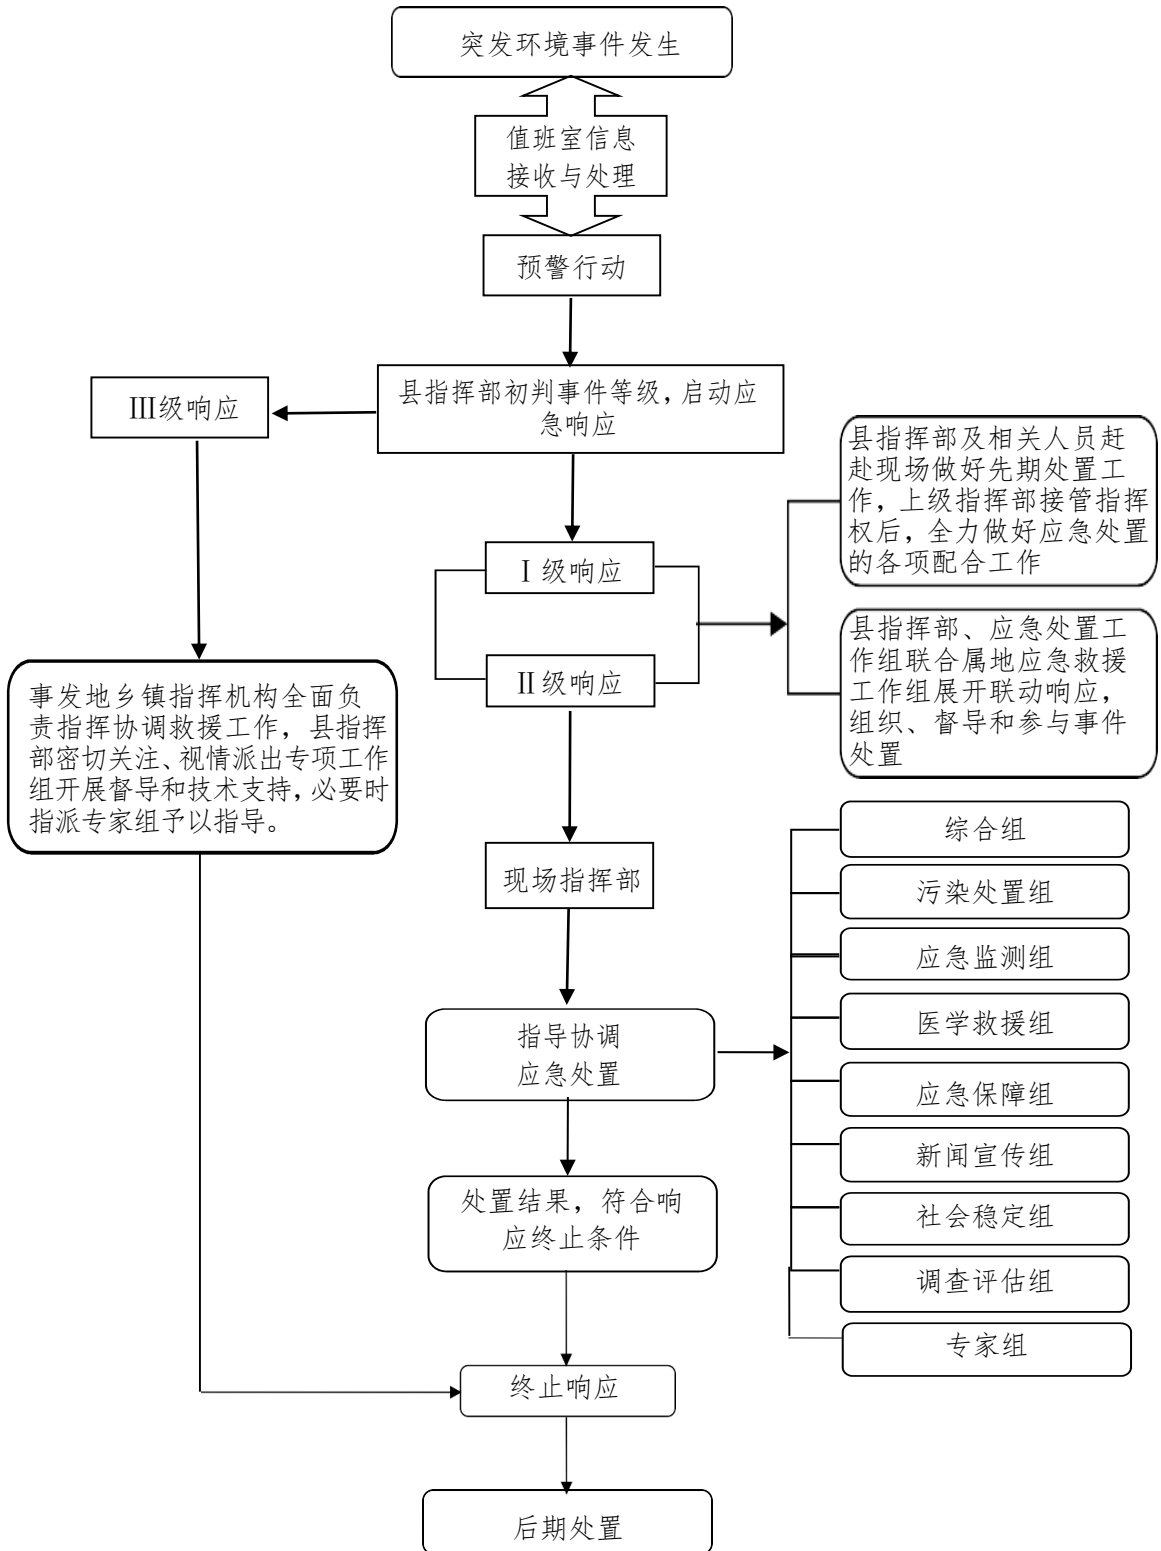 突发环境事件发生
值班室信息
接收与处理
预警行动
县指挥部初判事件等级，启动应
急响应
Ⅲ级响应
县指挥部及相关人员赶
赴现场做好先期处置工
作，上级指挥部接管指挥
权后，全力做好应急处置
的各项配合工作
Ⅰ级响应
县指挥部、应急处置工
作组联合属地应急救援
工作组展开联动响应，
组织、督导和参与事件
处置
Ⅱ级响应
事发地乡镇指挥机构全面负
责指挥协调救援工作，县指挥
部密切关注、视情派出专项工作
组开展督导和技术支持，必要时
指派专家组予以指导。
现场指挥部
综合组
污染处置组
应急监测组
医学救援组
应急保障组
新闻宣传组
社会稳定组
调查评估组
专家组
指导协调
应急处置
处置结果，符合响
应终止条件
终止响应
后期处置